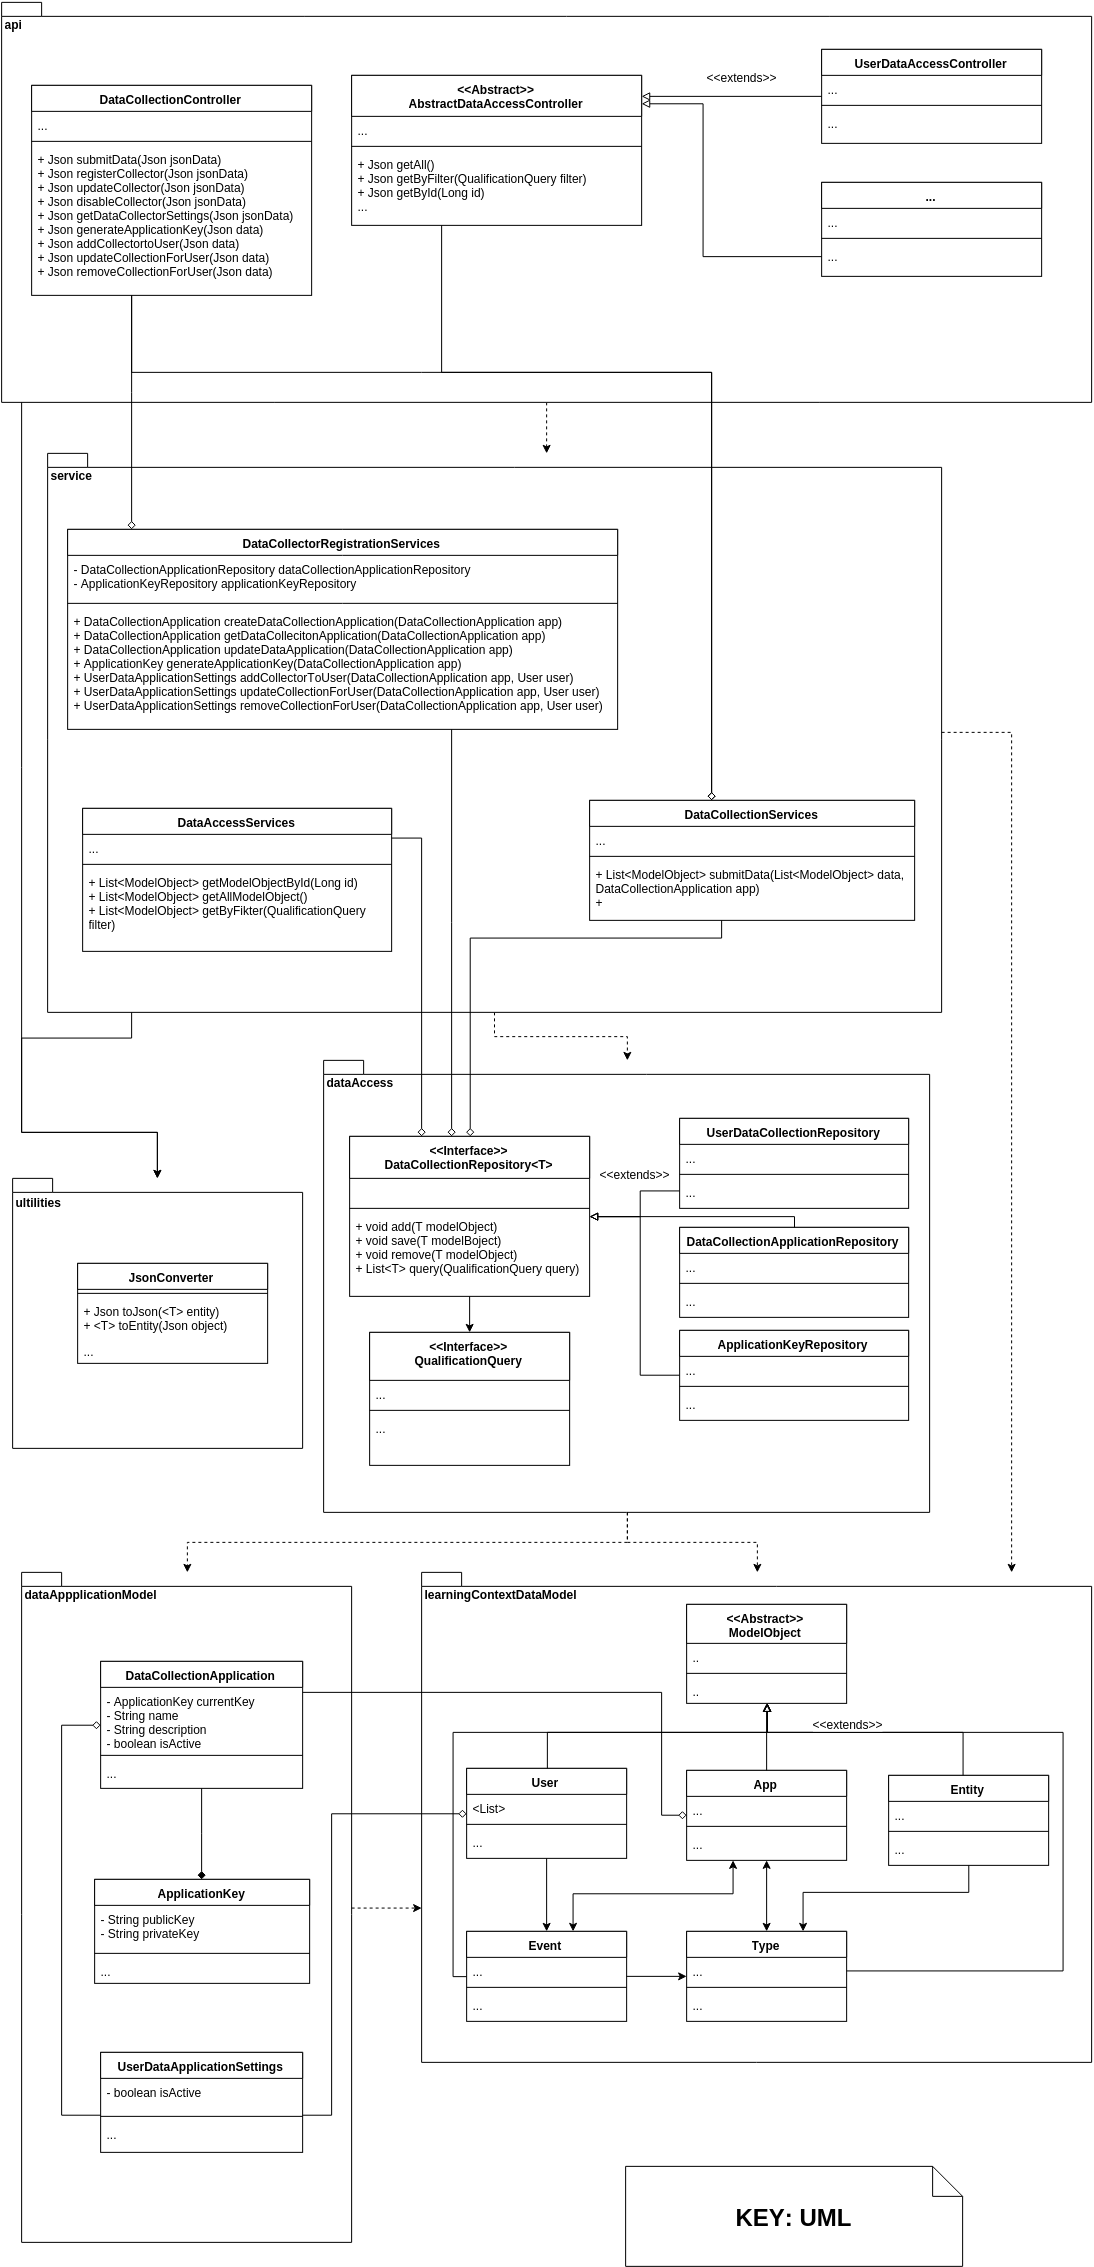 api
DataCollectionController
...
+ Json submitData(Json jsonData)
+ Json registerCollector(Json jsonData)
+ Json updateCollector(Json jsonData)
+ Json disableCollector(Json jsonData)
+ Json getDataCollectorSettings(Json jsonData)
+ Json generateApplicationKey(Json data)
+ Json addCollectortoUser(Json data)
+ Json updateCollectionForUser(Json data)
+ Json removeCollectionForUser(Json data)
<<Abstract>>
AbstractDataAccessController
...
+ Json getAll()
+ Json getByFilter(QualificationQuery filter)
+ Json getById(Long id)
...
<<extends>>
UserDataAccessController
...
...
...
...
...
service
DataCollectorRegistrationServices
- DataCollectionApplicationRepository dataCollectionApplicationRepository
- ApplicationKeyRepository applicationKeyRepository
+ DataCollectionApplication createDataCollectionApplication(DataCollectionApplication app)
+ DataCollectionApplication getDataCollecitonApplication(DataCollectionApplication app)
+ DataCollectionApplication updateDataApplication(DataCollectionApplication app)
+ ApplicationKey generateApplicationKey(DataCollectionApplication app)
+ UserDataApplicationSettings addCollectorToUser(DataCollectionApplication app, User user)
+ UserDataApplicationSettings updateCollectionForUser(DataCollectionApplication app, User user)
+ UserDataApplicationSettings removeCollectionForUser(DataCollectionApplication app, User user)
DataAccessServices
...
+ List<ModelObject> getModelObjectById(Long id)
+ List<ModelObject> getAllModelObject()
+ List<ModelObject> getByFikter(QualificationQuery
filter)
DataCollectionServices
...
+ List<ModelObject> submitData(List<ModelObject> data,
DataCollectionApplication app)
+
dataAccess
<<Interface>>
DataCollectionRepository<T>
+ void add(T modelObject)
+ void save(T modelBoject)
+ void remove(T modelObject)
+ List<T> query(QualificationQuery query)
<<extends>>
UserDataCollectionRepository
...
...
DataCollectionApplicationRepository
...
...
ApplicationKeyRepository
...
...
<<Interface>>
QualificationQuery
...
...
ultilities
JsonConverter
+ Json toJson(<T> entity)
+ <T> toEntity(Json object)
...
dataAppplicationModel
DataCollectionApplication
- ApplicationKey currentKey
- String name
- String description
- boolean isActive
...
ApplicationKey
- String publicKey
- String privateKey
...
UserDataApplicationSettings
- boolean isActive
...
learningContextDataModel
<<Abstract>>
ModelObject
..
..
<<extends>>
User
<List>
...
App
...
...
Entity
...
...
Event
...
...
Type
...
...
KEY: UML